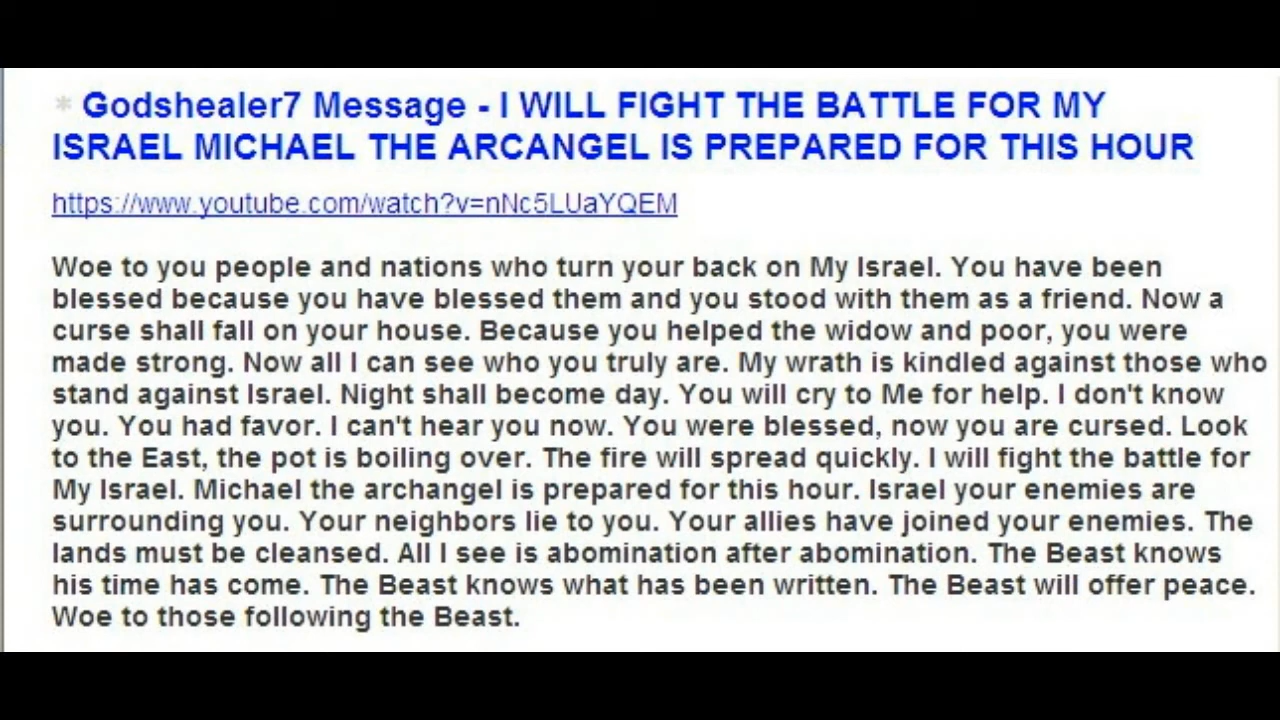 * Godshealer7 Message - I WILL FIGHT THE BATTLE FOR MY
ISRAEL MICHAEL THE ARCANGEL IS PREPARED FOR THIS HOUR
https://www.youtube.com/watch?v=nNc5LUaYQEM
Woe to you people and nations who turn your back on My Israel. You have been
blessed because you have blessed them and you stood with them as a friend. Now a
curse shall fall on your house. Because you helped the widow and poor, you were
made strong. Now all I can see who you truly are. My wrath is kindled against those who
stand against Israel. Night shall become day. You will cry to Me for help. I don't know
you. You had favor. I can't hear you now. You were blessed, now you are cursed. Look
to the East, the pot is boiling over. The fire will spread quickly. I will fight the battle for
My Israel. Michael the archangel is prepared for this hour. Israel your enemies are
surrounding you. Your neighbors lie to you. Your allies have joined your enemies. The
lands must be cleansed. All I see is abomination after abomination. The Beast knows
his time has come. The Beast knows what has been written. The Beast will offer peace.
Woe to those following the Beast.